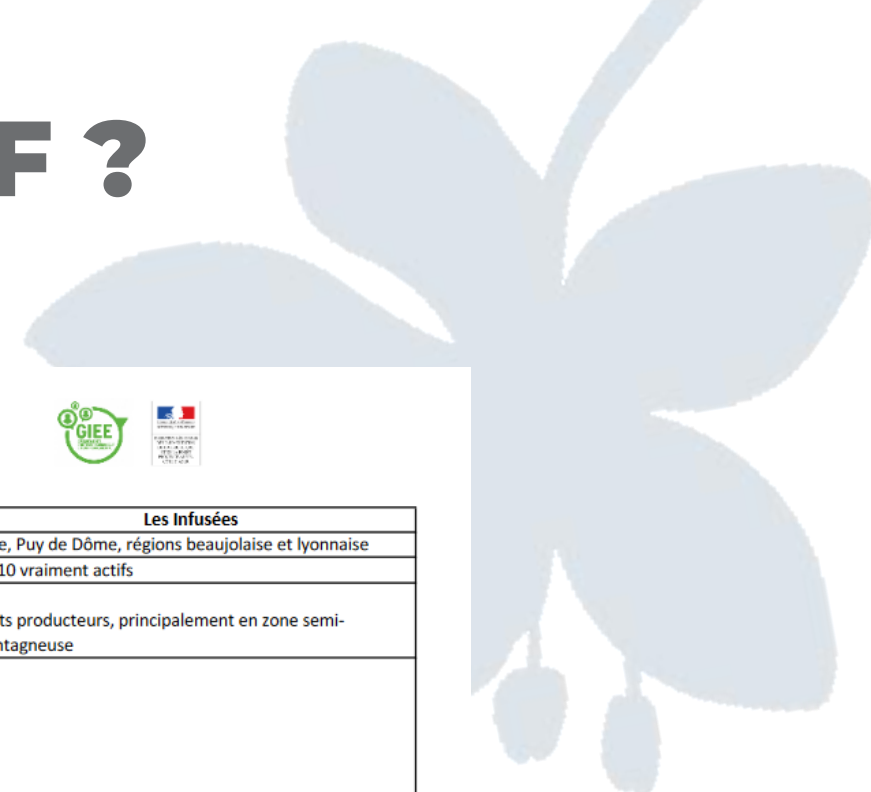 F ?
GIEE
Les Infusées
e, Puy de Dôme, régions beaujolaise et lyonnaise
10 vraiment actifs
ts producteurs, principalement en zone semi-
ntagneuse